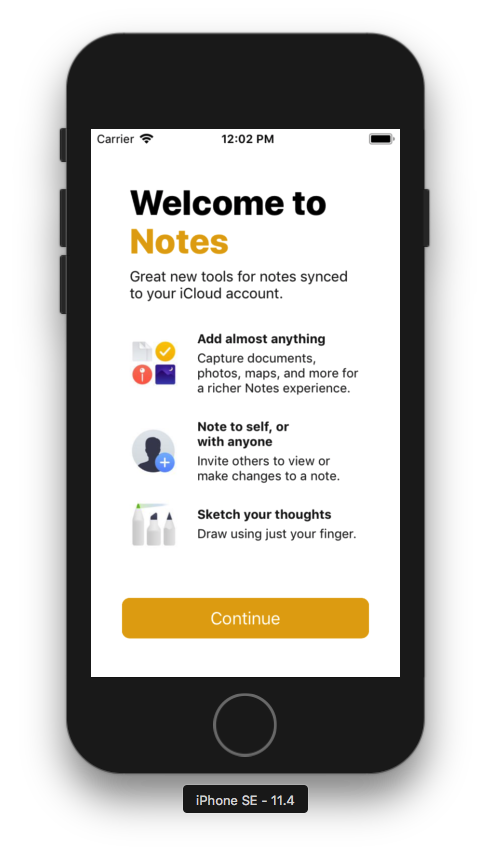 Carrier 12:02 PM
Welcome to
Notes
Great new tools for notes synced
to your iCloud account.
Add almost anything
Capture documents,
photos, maps, and more for
a richer Notes experience.
Note to self, or
with anyone
Invite others to view or
make changes to a note.
Sketch your thoughts
Draw using just your finger.
Continue
iPhone SE - 11.4